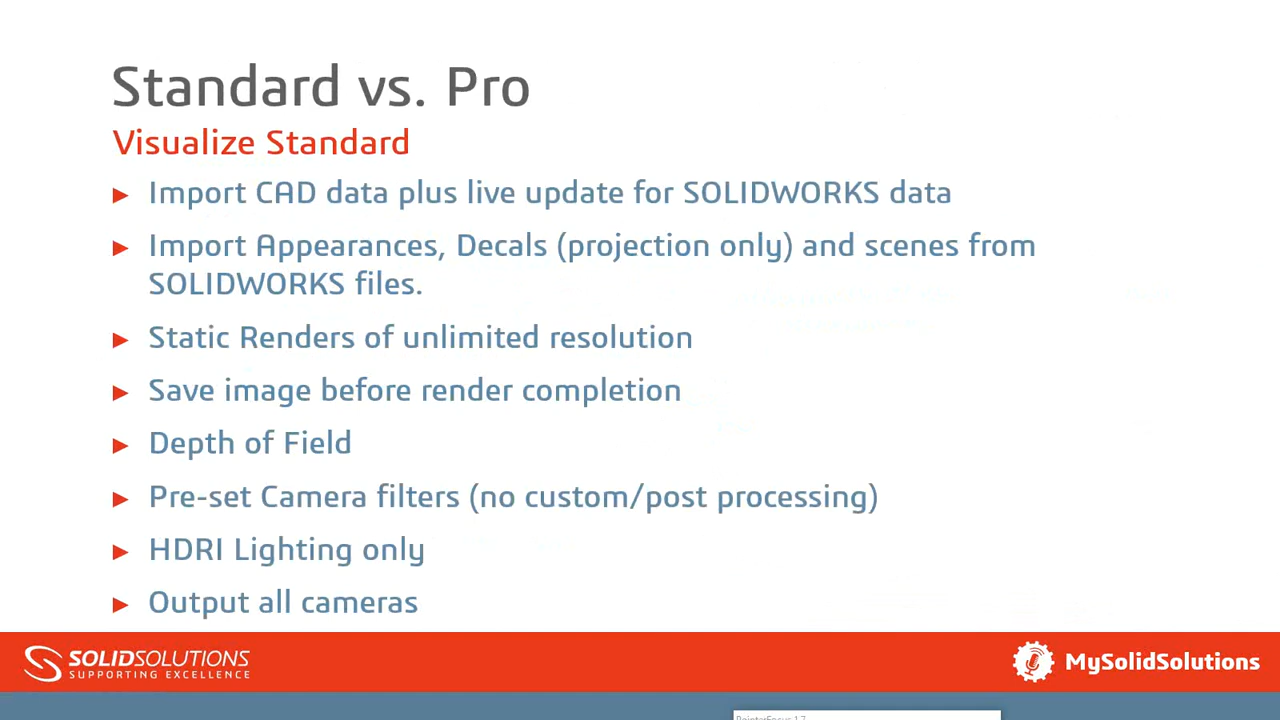 Standard vs. Pro
Visualize Standard
Import CAD data plus live update for SOLIDWORKS data
Import Appearances, Decals (projection only) and scenes from
SOLIDWORKS files.
Static Renders of unlimited resolution
Save image before render completion
Depth of Field
Pre-set Camera filters (no custom/post processing)
HDRI Lighting only
Output all cameras
SOLIDSOLUTIONS
SUPPORTING EXCELLENCE
MySolidSolutions